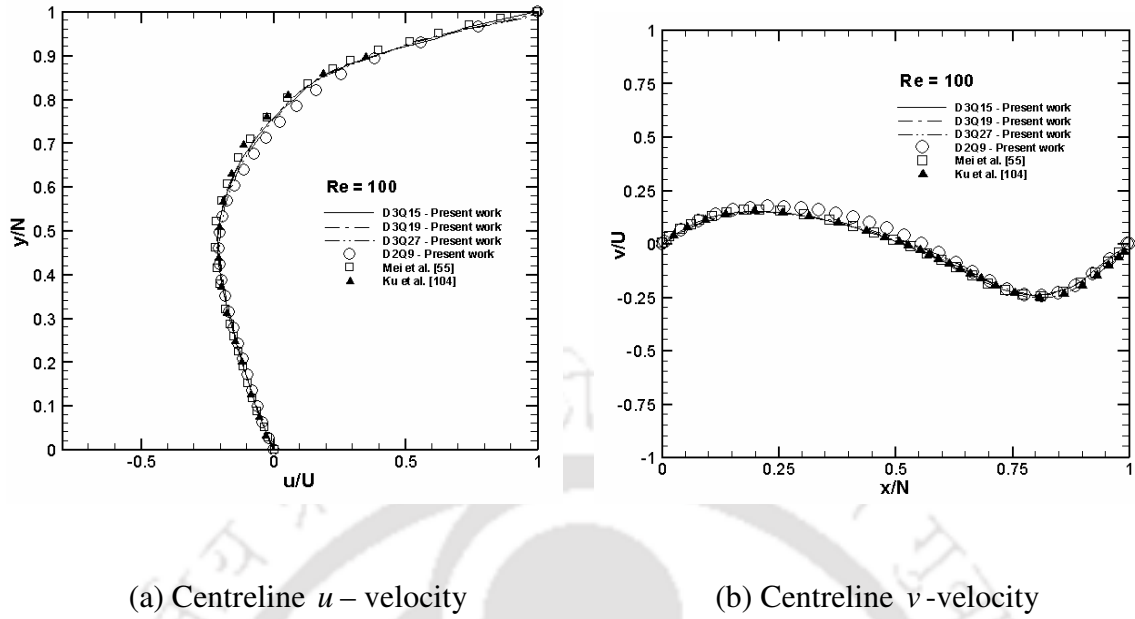 1
0.9
0.8
0.7
0.6
0.5
0.4
0.3
0.2
0.1
0
y/N
-0.5
0
0.5
1
u/U
Re = 100
D3Q15 - Present work
D3Q19 - Present work
D3Q27 - Present work
D2Q9 - Present work
Mei et al. [55]
Ku et al. [104]
1
0.75
0.5
0.25
0
-0.25
-0.5
-0.75
-1
v/U
0
0.25
0.5
0.75
1
x/N
Re = 100
D3Q15 - Present work
D3Q19 - Present work
D3Q27 - Present work
D2Q9 - Present work
Mei et al. [55]
Ku et al. [104]
(a) Centreline u – velocity
(b) Centreline v -velocity